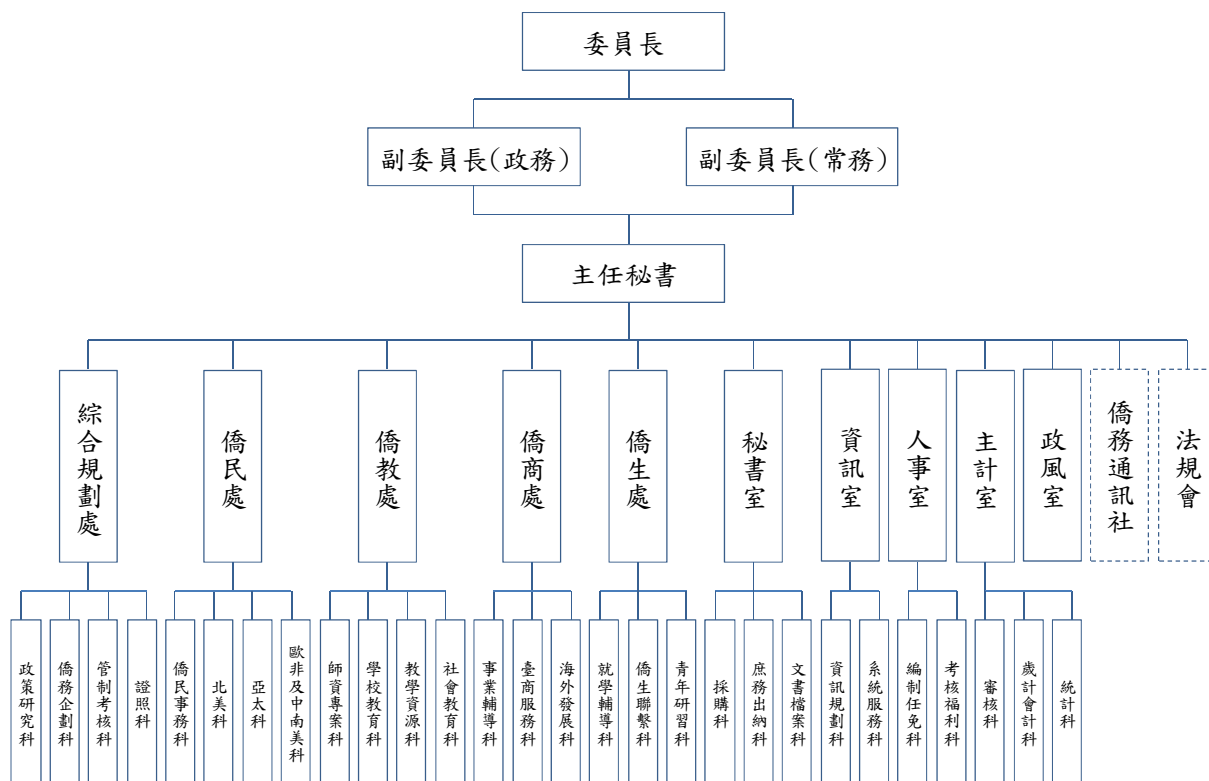 委員長
副委員長(政務)
副委員長(常務)
主任秘書
綜合規劃處
僑民處
僑教處
僑商處
僑生處
秘書室
資訊室
人事室
主計室
政風室
僑務通訊社
法規會
政策研究科
僑務企劃科
管制考核科
證照科
僑民事務科
北美科
亞太科
歐非及中南美科
師資專案科
學校教育科
教學資源科
社會教育科
事業輔導科
臺商服務科
海外發展科
就學輔導科
僑生聯繫科
青年研習科
採購科
庶務出納科
文書檔案科
資訊規劃科
系統服務科
編制任免科
考核福利科
審核科
歲計會計科
統計科